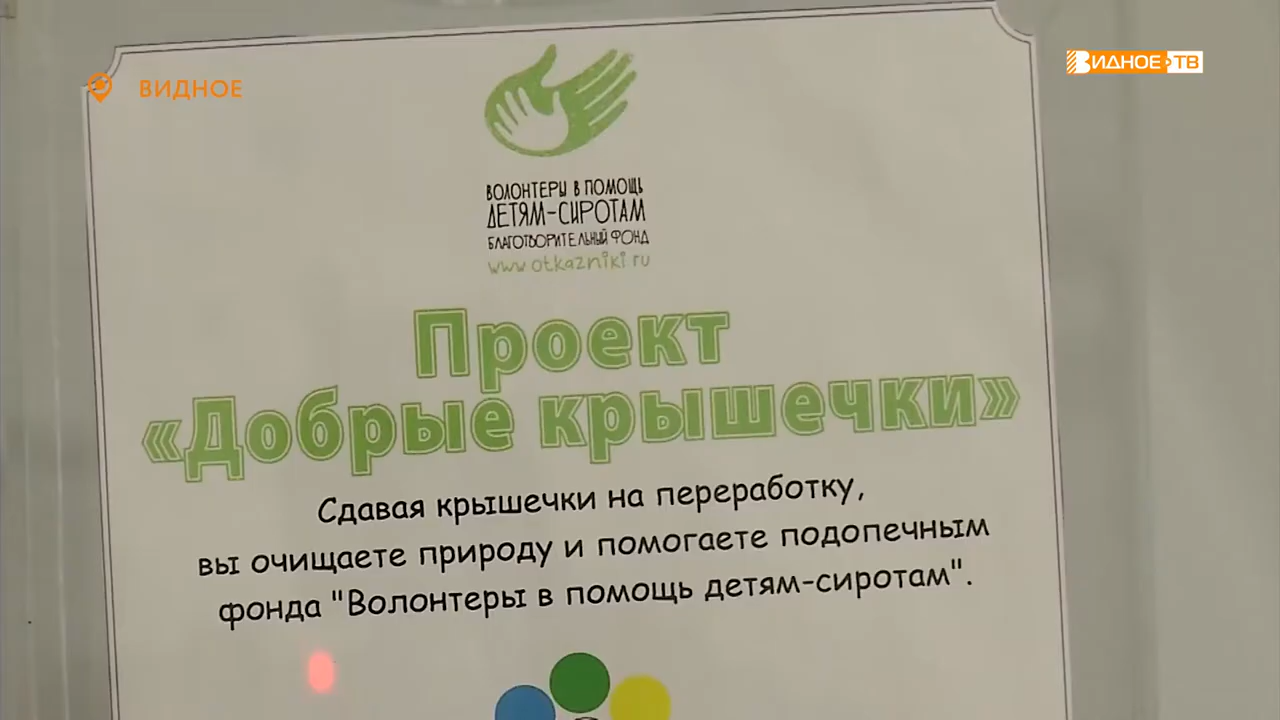 ВИДНОЕ
ВИДНОЕ ТВ
ВОЛОНТЕРЫ В ПОМОЩЬ
ДЕТЯМ-СИРОТАМ
БЛАГОТВОРИТЕЛЬНЫЙ ФОНД
www.otkazniki.ru
Проект
«Добрые крышечки»
Сдавая крышечки на переработку,
вы очищаете природу и помогаете подопечным
фонда "Волонтеры в помощь детям-сиротам".